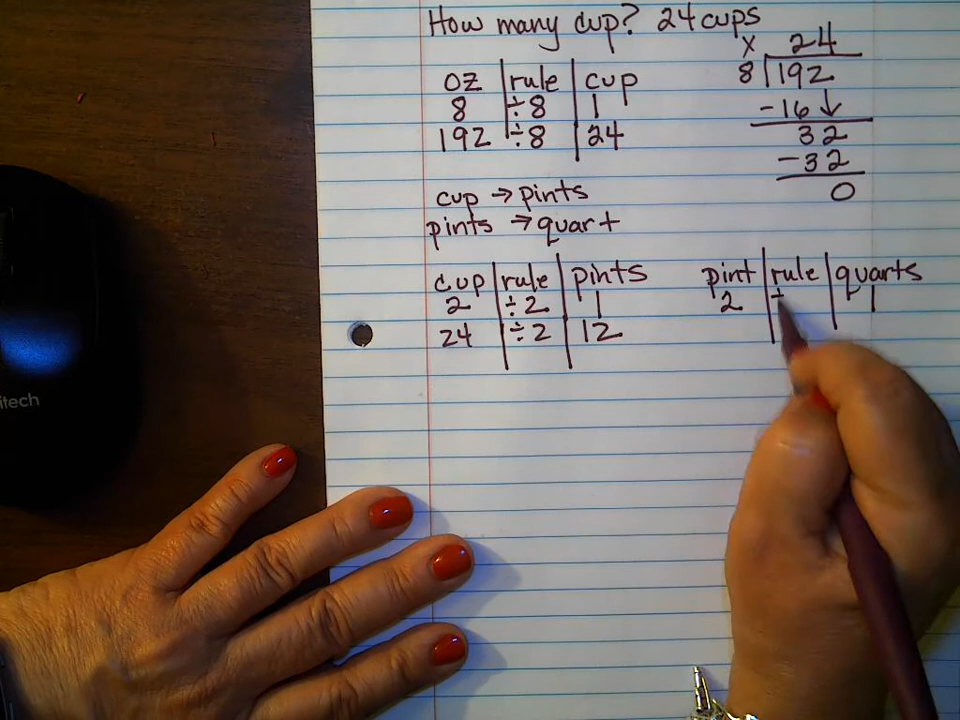 How many cup? 24 cups
x 24
8 192
-16↓
32
-32
0
oz rule cup
8 ÷8 1
192 ÷8 24
cup → pints
pints → quart
cup rule pints
2 ÷2 1
24 ÷2 12
pint rule quarts
2 ÷ 1
itech